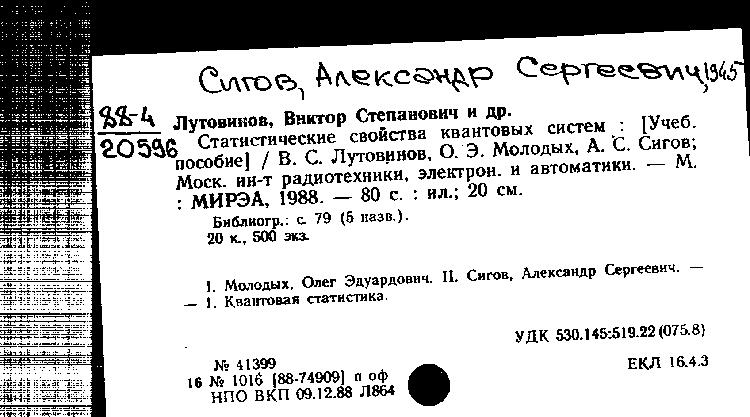 Сигов, Александр Сергеевич, 1945
88-4
20596
Лутовинов, Виктор Степанович и др.
Статистические свойства квантовых систем : [Учеб.
пособие] / В. С. Лутовинов, О. Э. Молодых, А. С. Сигов;
Моск. ин-т радиотехники, электрон. и автоматики. — М.
: МИРЭА, 1988. — 80 с. : ил.; 20 см.
Библиогр.: с. 79 (5 назв.).
20 к., 500 экз.
I. Молодых, Олег Эдуардович. II. Сигов, Александр Сергеевич. —
— 1. Квантовая статистика.
УДК 530.145:519.22 (075.8)
№ 41399
16 № 1016 [88-74909] п оф
НПО ВКП 09.12.88 Л864
ЕКЛ 16.4.3